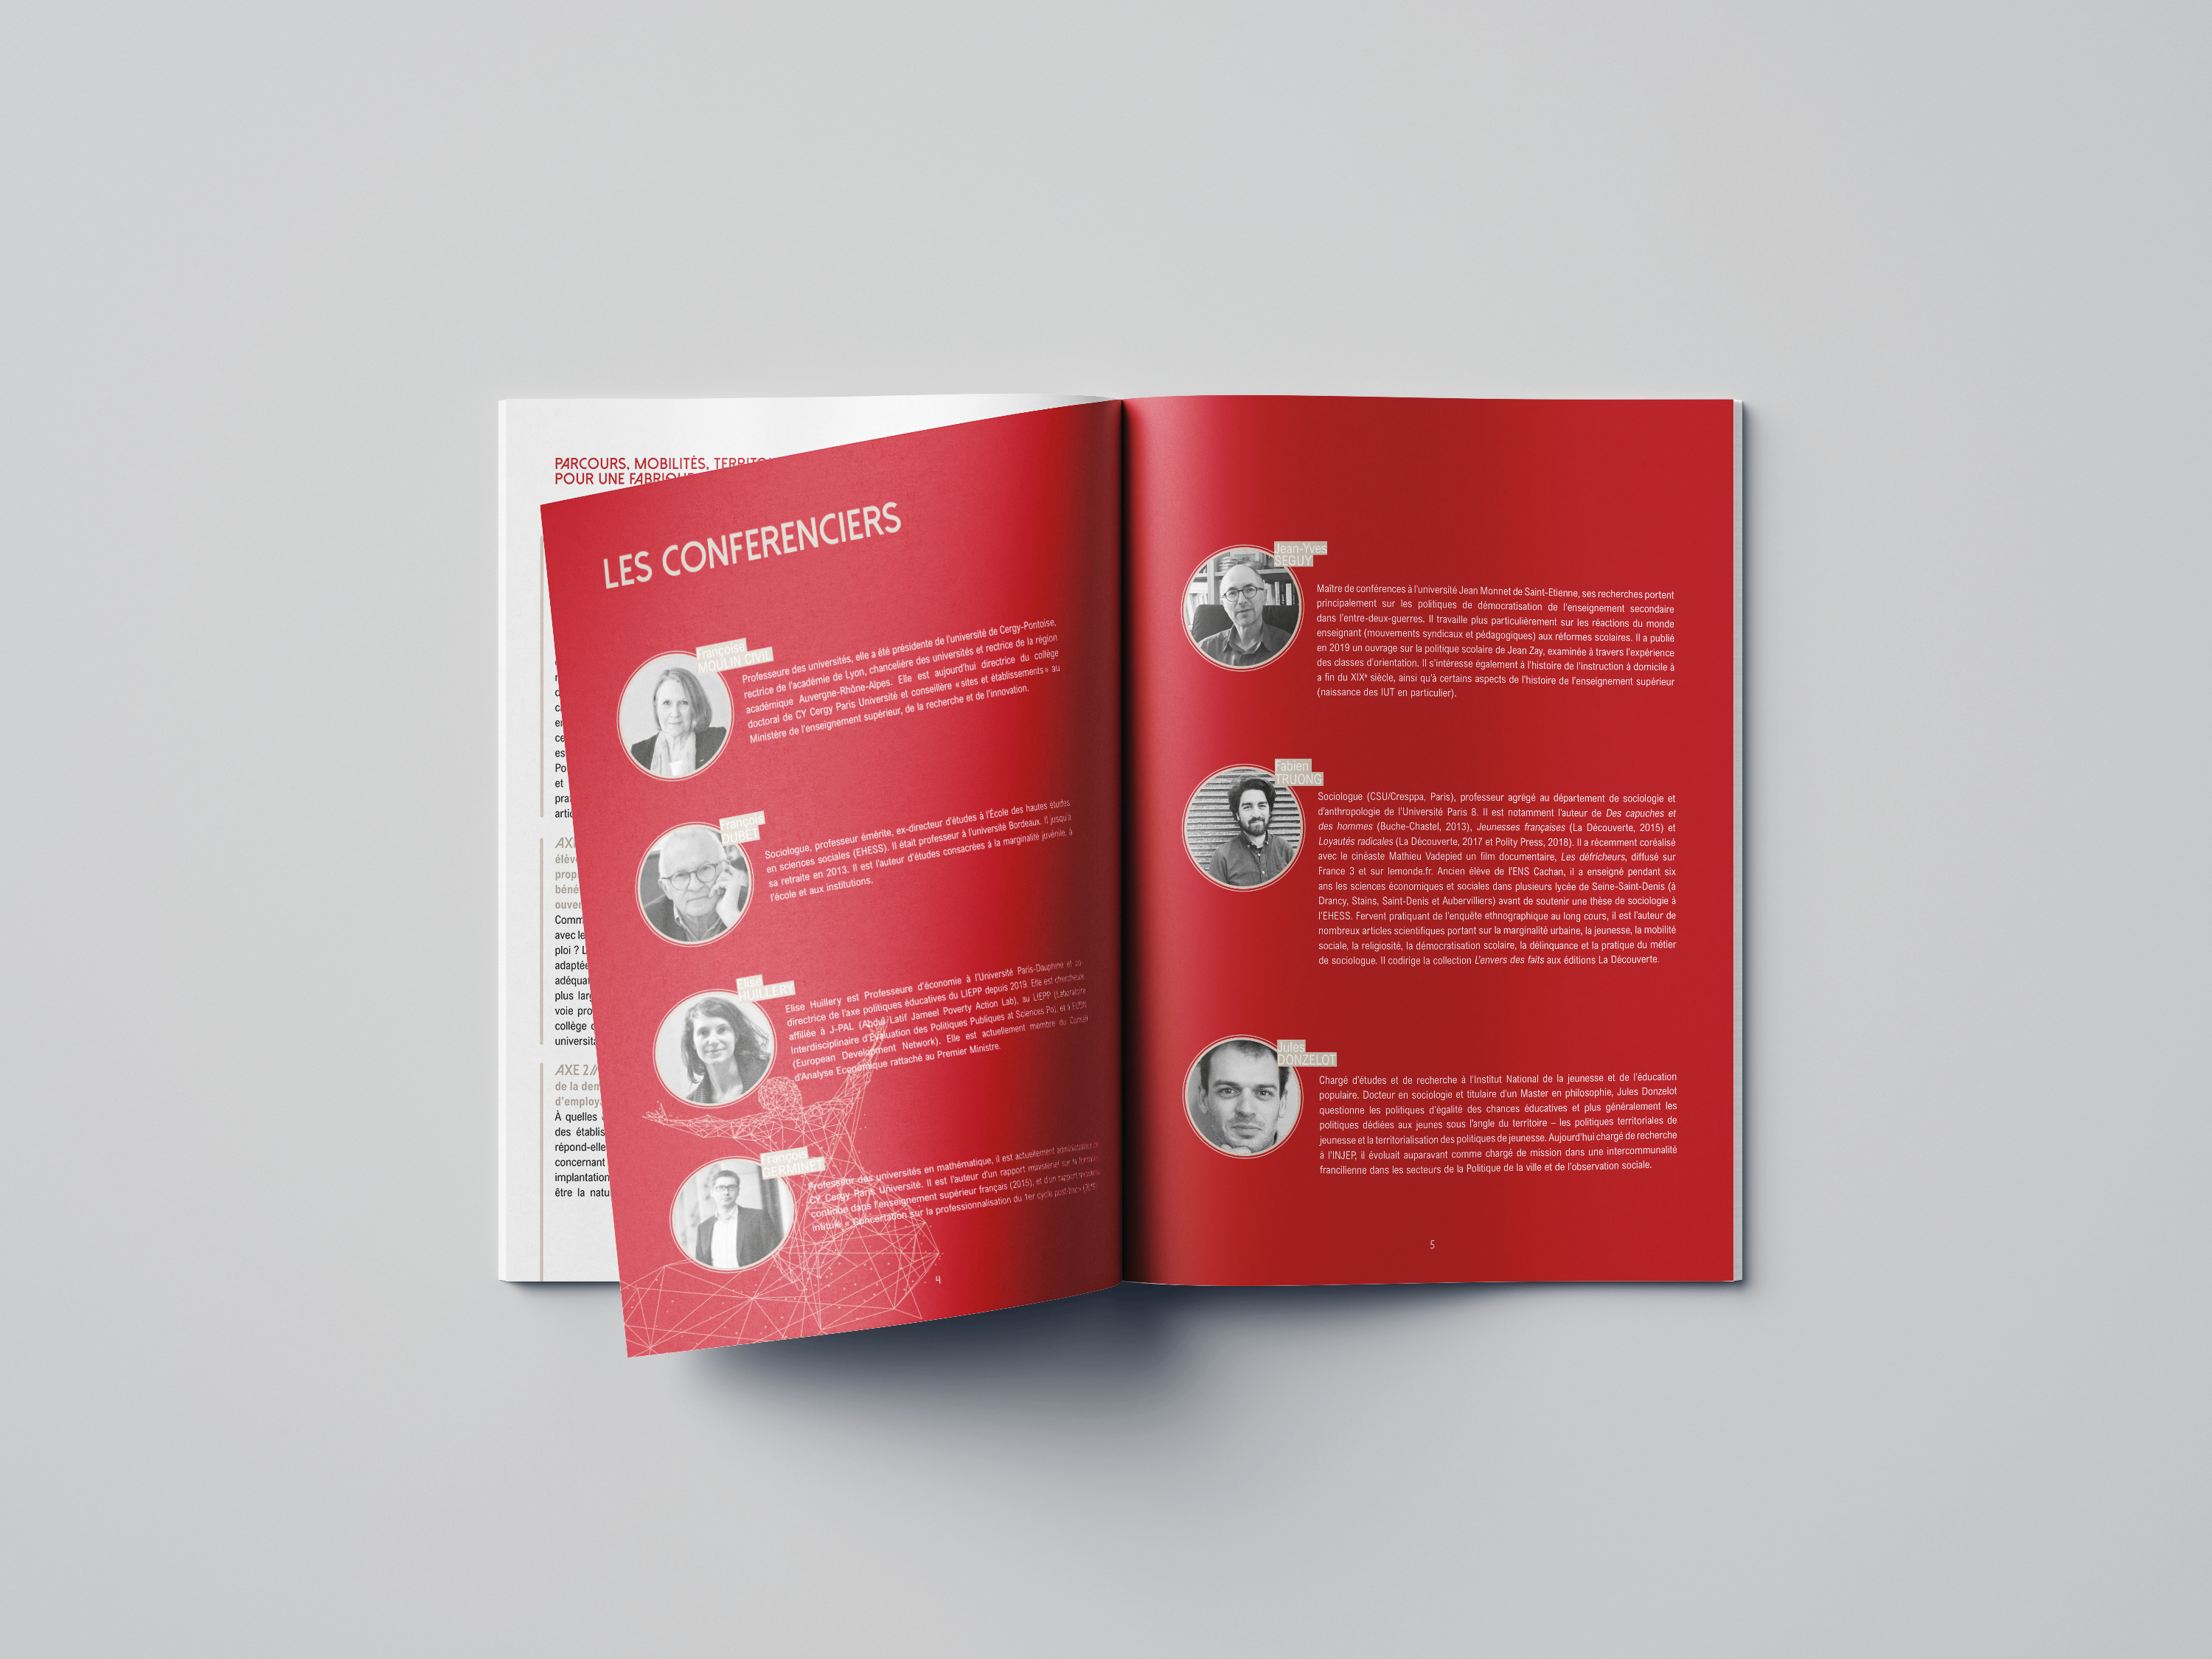 PARCOURS, MOBILITÉS,
POUR UNE
et
AXE 2//
de la
À quelles
des
concernant
être la
LES CONFERENCIERS
Françoise
MOULIN CIVIL
Professeure des universités, elle a été présidente de l'université de Cergy-Pontoise,
rectrice de l'académie de Lyon, chancelière des universités et rectrice de la région
académique Auvergne-Rhône-Alpes. Elle est aujourd'hui directrice du collège
doctoral de CY Cergy Paris Université et conseillère « sites et établissements » au
Ministère de l'enseignement supérieur, de la recherche et de l'innovation.
François
DUBET
Sociologue, professeur émérite, ex-directeur d'études à l'École des hautes études
en sciences sociales (EHESS). Il était professeur à l'université Bordeaux. II jusqu'à
sa retraite en 2013. Il est l'auteur d'études consacrées à la marginalité juvénile, à
l'école et aux institutions.
Elise
HUILLERY
Elise Huillery est Professeure d'économie à l'Université Paris-Dauphine et co-
directrice de l'axe politiques éducatives du LIEPP depuis 2019. Elle est chercheuse
affiliée à J-PAL (Abdul Latif Jameel Poverty Action Lab), au LIEPP (Laboratoire
Interdisciplinaire d'Évaluation des Politiques Publiques at Sciences Po), et à EUDN
(European Development Network). Elle est actuellement membre du Conseil
d'Analyse Economique rattaché au Premier Ministre.
François
GERMINET
Professeur des universités en mathématique, il est actuellement administrateur
CY Cergy Paris Université. Il est l'auteur d'un rapport ministériel sur la formation
continue dans l'enseignement supérieur français (2015), et d'un rapport
intitulé « Concertation sur la professionnalisation du 1er cycle post-bac»
4
Jean-Yves
SEGUY
Maître de conférences à l'université Jean Monnet de Saint-Etienne, ses recherches portent
principalement sur les politiques de démocratisation de l'enseignement secondaire
dans l'entre-deux-guerres. Il travaille plus particulièrement sur les réactions du monde
enseignant (mouvements syndicaux et pédagogiques) aux réformes scolaires. Il a publié
en 2019 un ouvrage sur la politique scolaire de Jean Zay, examinée à travers l'expérience
des classes d'orientation. Il s'intéresse également à l'histoire de l'instruction à domicile à
a fin du XIXe siècle, ainsi qu'à certains aspects de l'histoire de l'enseignement supérieur
(naissance des IUT en particulier).
Fabien
TRUONG
Sociologue (CSU/Cresppa, Paris), professeur agrégé au département de sociologie et
d'anthropologie de l'Université Paris 8. Il est notamment l'auteur de Des capuches et
des hommes (Buche-Chastel, 2013), Jeunesses françaises (La Découverte, 2015) et
Loyautés radicales (La Découverte, 2017 et Polity Press, 2018). Il a récemment coréalisé
avec le cinéaste Mathieu Vadepied un film documentaire, Les défricheurs, diffusé sur
France 3 et sur lemonde.fr. Ancien élève de l'ENS Cachan, il a enseigné pendant six
ans les sciences économiques et sociales dans plusieurs lycée de Seine-Saint-Denis (à
Drancy, Stains, Saint-Denis et Aubervilliers) avant de soutenir une thèse de sociologie à
l'EHESS. Fervent pratiquant de l'enquête ethnographique au long cours, il est l'auteur de
nombreux articles scientifiques portant sur la marginalité urbaine, la jeunesse, la mobilité
sociale, la religiosité, la démocratisation scolaire, la délinquance et la pratique du métier
de sociologue. Il codirige la collection L'envers des faits aux éditions La Découverte.
Jules
DONZELOT
Chargé d'études et de recherche à l'Institut National de la jeunesse et de l'éducation
populaire. Docteur en sociologie et titulaire d'un Master en philosophie, Jules Donzelot
questionne les politiques d'égalité des chances éducatives et plus généralement les
politiques dédiées aux jeunes sous l'angle du territoire – les politiques territoriales de
jeunesse et la territorialisation des politiques de jeunesse. Aujourd'hui chargé de recherche
à l'INJEP, il évoluait auparavant comme chargé de mission dans une intercommunalité
francilienne dans les secteurs de la Politique de la ville et de l'observation sociale.
5